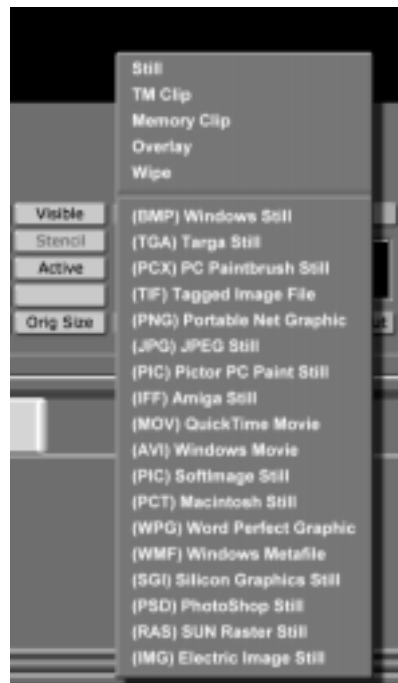 Still
TM Clip
Memory Clip
Overlay
Wipe
Visible
Stencil
Active
Orig Size
(BMP) Windows Still
(TGA) Targa Still
(PCX) PC Paintbrush Still
(TIF) Tagged Image File
(PNG) Portable Net Graphic
(JPG) JPEG Still
(PIC) Pictor PC Paint Still
(IFF) Amiga Still
(MOV) QuickTime Movie
(AVI) Windows Movie
(PIC) SoftImage Still
(PCT) Macintosh Still
(WPG) Word Perfect Graphic
(WMF) Windows Metafile
(SGI) Silicon Graphics Still
(PSD) PhotoShop Still
(RAS) SUN Raster Still
(IMG) Electric Image Still